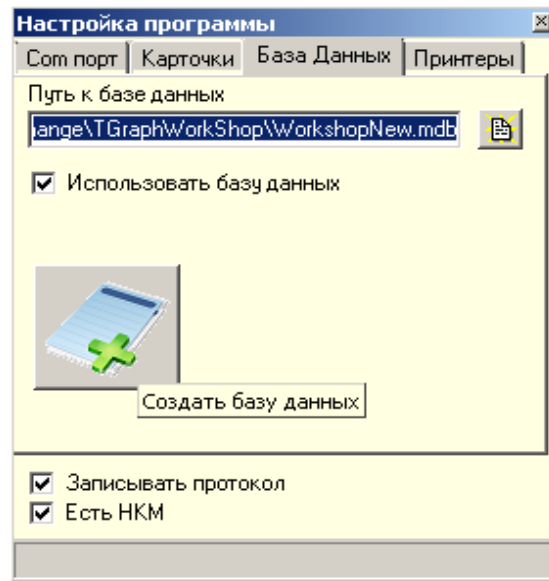 Настройка программы
Com порт Карточки База Данных Принтеры
Путь к базе данных
ange\TGraphWorkShop\WorkshopNew.mdb
Использовать базу данных
Создать базу данных
Записывать протокол
Есть НКМ